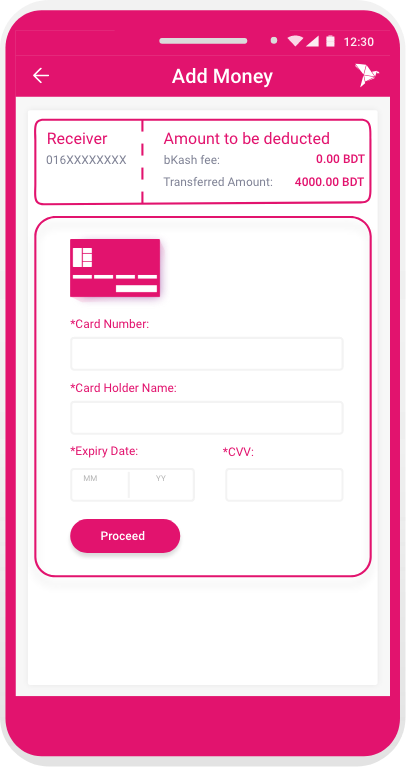 12:30
Add Money
Receiver
016XXXXXXXX
Amount to be deducted
bKash fee: 0.00 BDT
Transferred Amount: 4000.00 BDT
*Card Number:
*Card Holder Name:
*Expiry Date: *CVV:
MM YY
Proceed